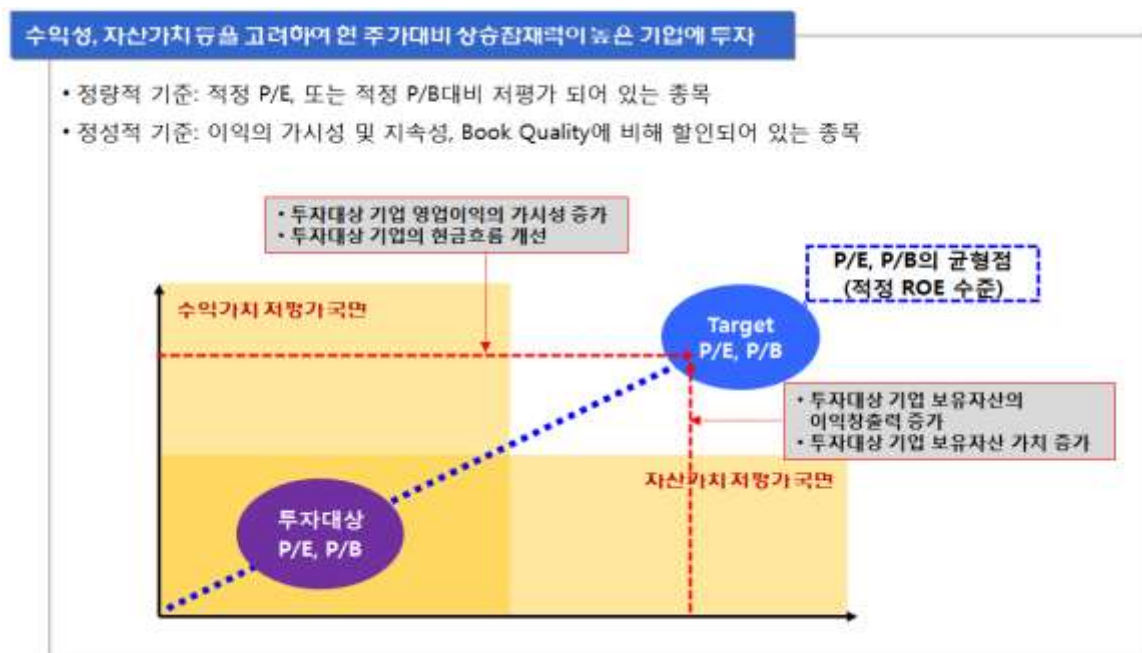 수익성, 자산가치 등을 고려하여 현 주가대비 상승잠재력이 높은 기업에 투자
• 정량적 기준: 적정 P/E, 또는 적정 P/B대비 저평가 되어 있는 종목
• 정성적 기준: 이익의 가시성 및 지속성, Book Quality에 비해 할인되어 있는 종목
• 투자대상 기업 영업이익의 가시성 증가
• 투자대상 기업의 현금흐름 개선
P/E, P/B의 균형점
(적정 ROE 수준)
수익가치 저평가 국면
Target
P/E, P/B
• 투자대상 기업 보유자산의
이익창출력 증가
• 투자대상 기업 보유자산 가치 증가
자산가치 저평가 국면
투자대상
P/E, P/B